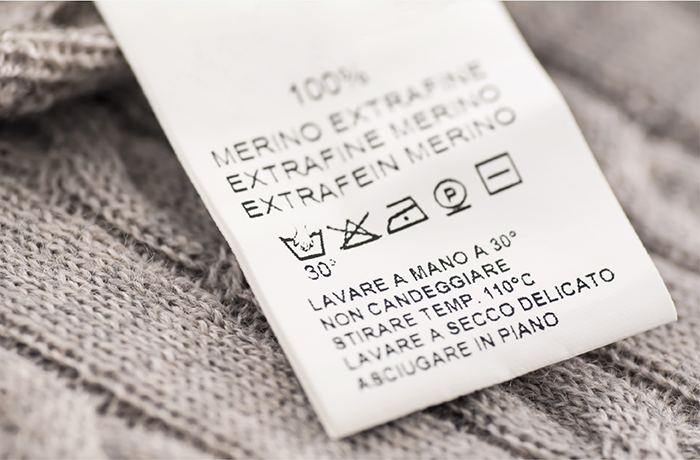 100%
MERINO EXTRAFINE
EXTRAFINE MERINO
EXTRAFEIN MERINO
P
30°
LAVARE A MANO A 30°
NON CANDEGGIARE
STIRARE TEMP. 110°C
LAVARE A SECCO DELICATO
ASCIUGARE IN PIANO